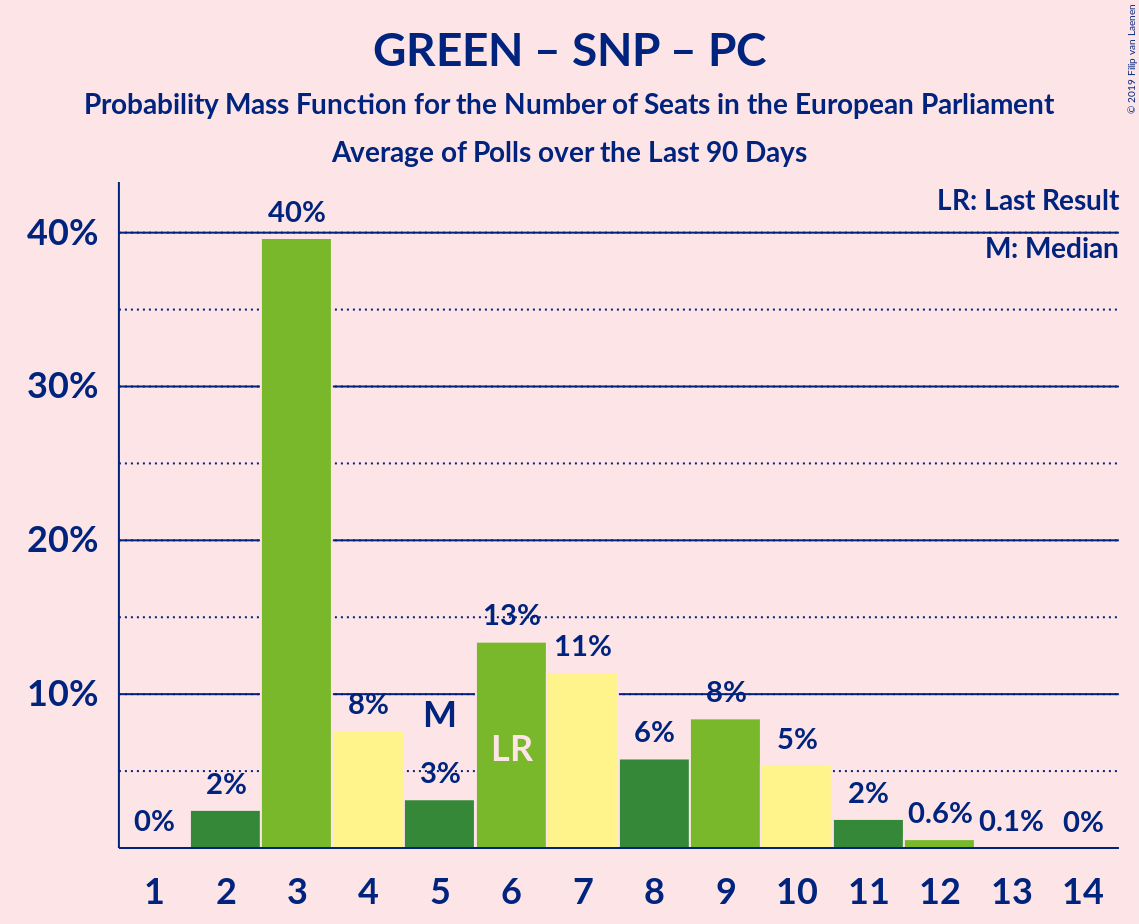 GREEN – SNP – PC
Probability Mass Function for the Number of Seats in the European Parliament
Average of Polls over the Last 90 Days
© 2019 Filip van Laenen
LR: Last Result
M: Median
40%
30%
20%
10%
0%
2%
40%
8%
M
3%
13%
LR
11%
6%
8%
5%
2%
0.6%
0.1%
0%
1 2 3 4 5 6 7 8 9 10 11 12 13 14